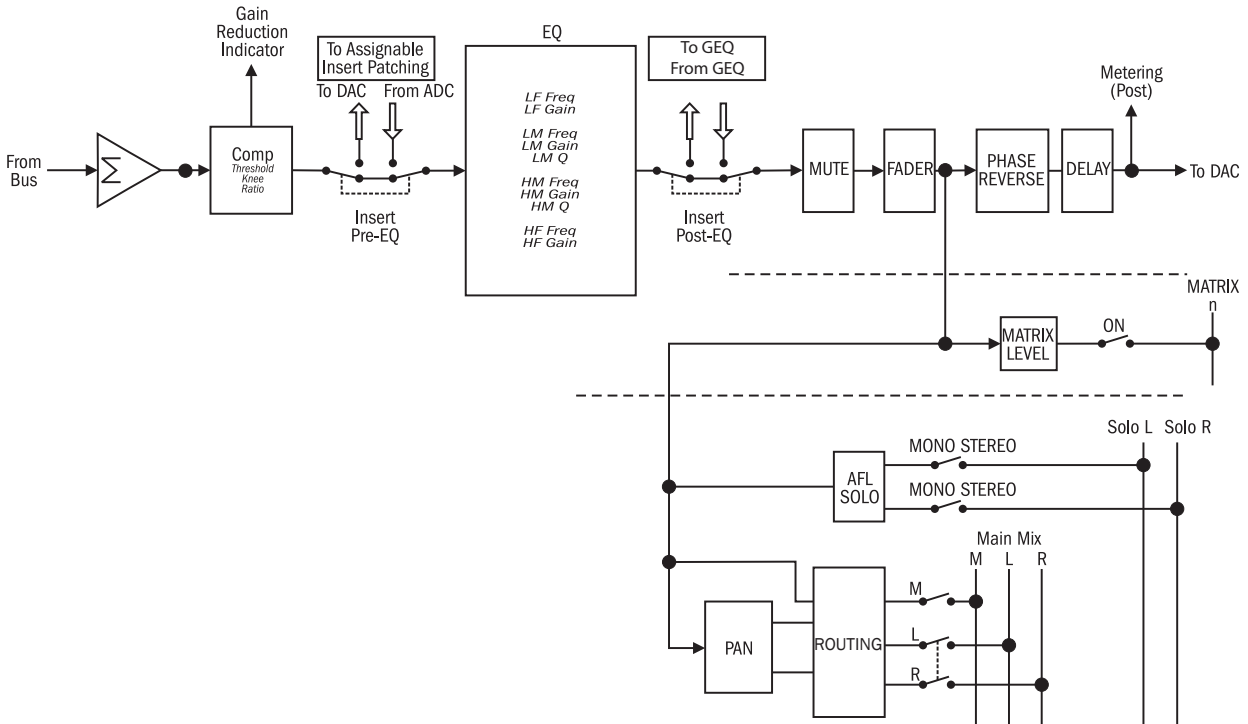 Gain
Reduction
Indicator
To Assignable
Insert Patching
To DAC
From ADC
EQ
To GEQ
From GEQ
Metering
(Post)
From
Bus
Σ
Comp
Threshold
Knee
Ratio
Insert
Pre-EQ
LF Freq
LF Gain
LM Freq
LM Gain
LM Q
HM Freq
HM Gain
HM Q
HF Freq
HF Gain
Insert
Post-EQ
MUTE
FADER
PHASE
REVERSE
DELAY
To DAC
MATRIX
n
MATRIX
LEVEL
ON
Solo L
Solo R
AFL
SOLO
MONO STEREO
MONO STEREO
Main Mix
M
L
R
PAN
ROUTING
M
L
R